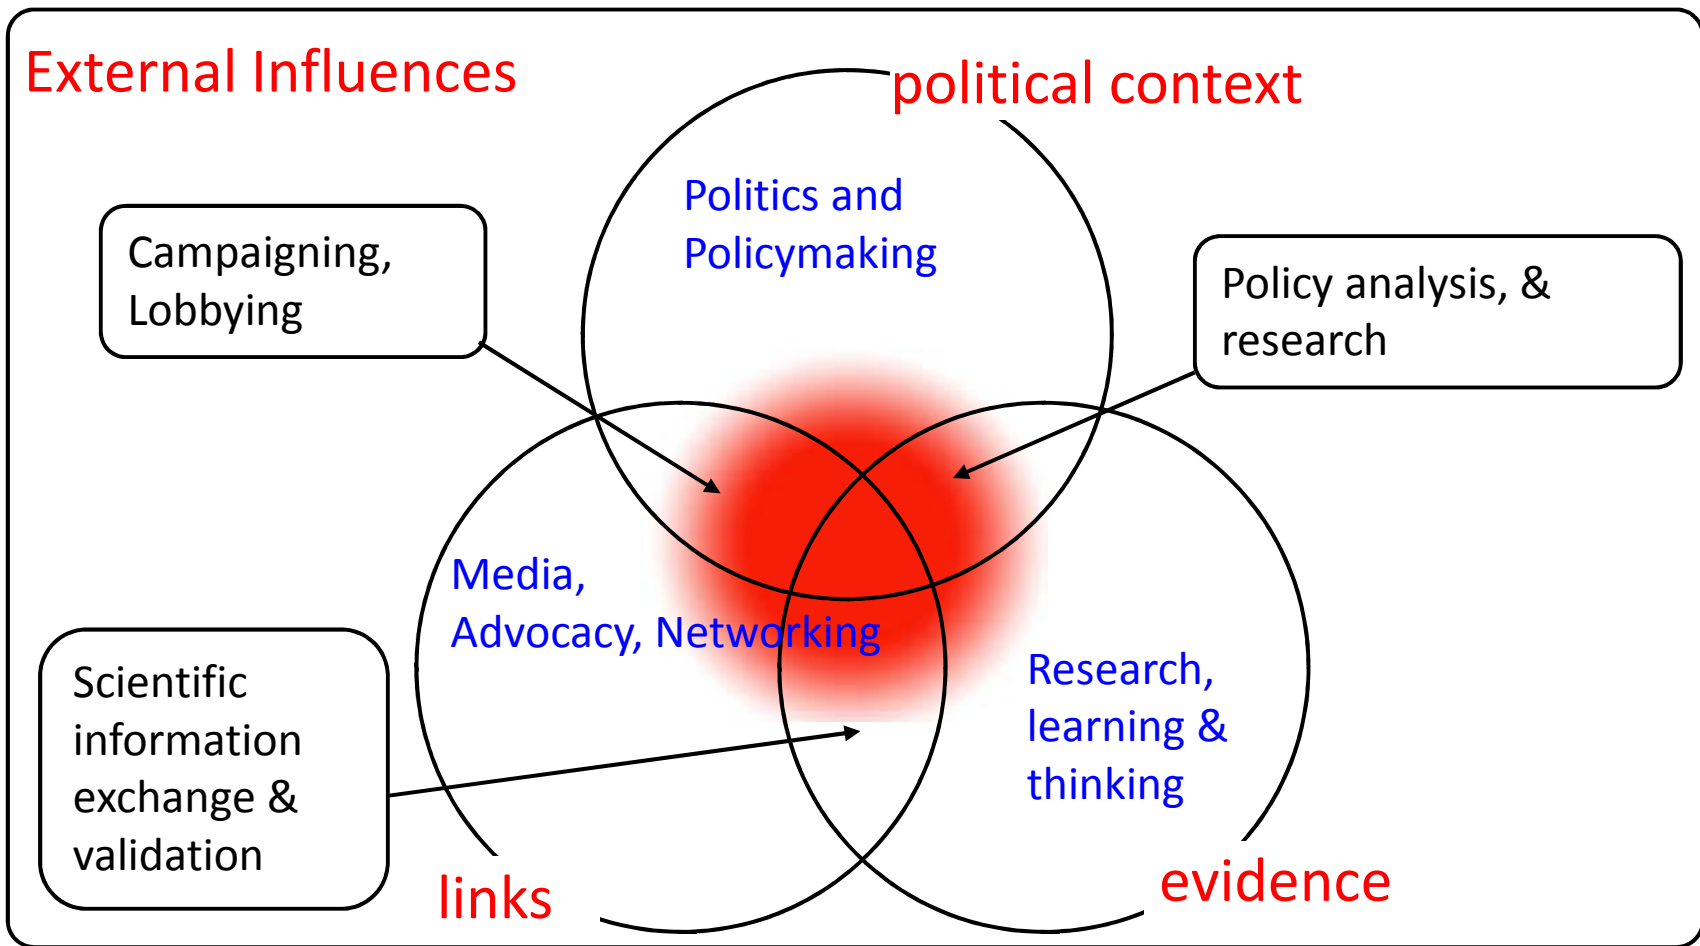 External Influences
political context
Politics and
Policymaking
Campaigning,
Lobbying
Policy analysis, &
research
Media,
Advocacy, Networking
Scientific
information
exchange &
validation
Research,
learning &
thinking
links
evidence